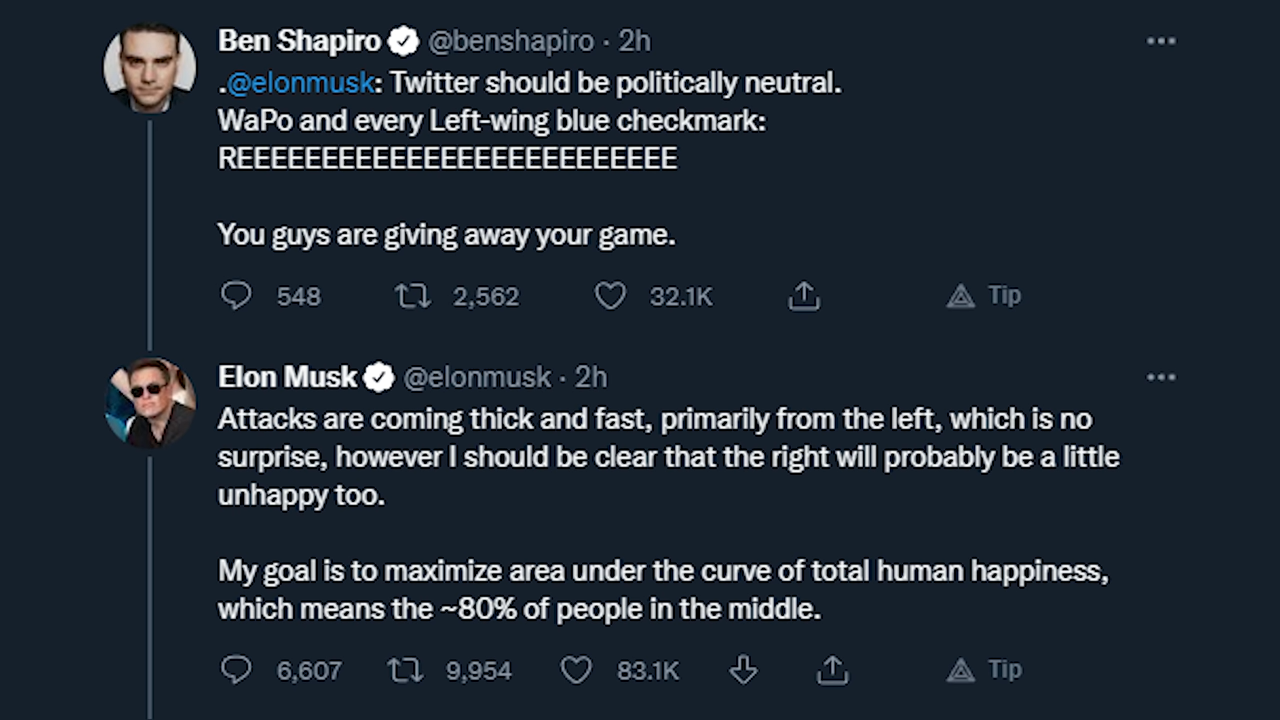 Ben Shapiro @benshapiro · 2h
.@elonmusk: Twitter should be politically neutral.
WaPo and every Left-wing blue checkmark:
REEEEEEEEEEEEEEEEEEEEEEEEEE
You guys are giving away your game.
548 2,562 32.1K Tip
Elon Musk @elonmusk · 2h
Attacks are coming thick and fast, primarily from the left, which is no
surprise, however I should be clear that the right will probably be a little
unhappy too.
My goal is to maximize area under the curve of total human happiness,
which means the ~80% of people in the middle.
6,607 9,954 83.1K Tip